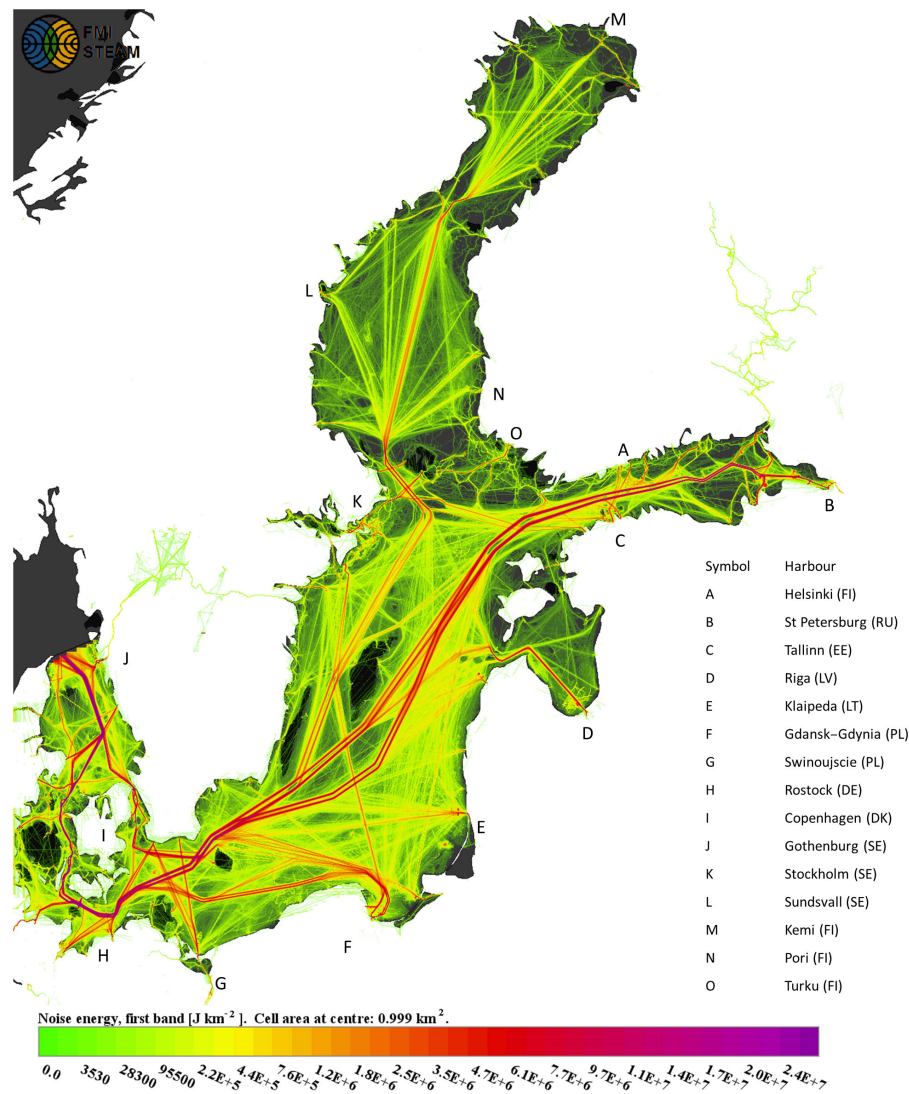 FMI
STEAM
M
L
N
O
A
K
B
C
Symbol Harbour
A Helsinki (FI)
B St Petersburg (RU)
C Tallinn (EE)
J
D Riga (LV)
E Klaipeda (LT)
D
F Gdansk–Gdynia (PL)
G Swinoujscie (PL)
H Rostock (DE)
I Copenhagen (DK)
E
I
J Gothenburg (SE)
K Stockholm (SE)
L Sundsvall (SE)
M Kemi (FI)
F
H
N Pori (FI)
G
O Turku (FI)
Noise energy, first band [J km-2 ]. Cell area at centre: 0.999 km2.
0.0 3530 28300 95500 2.2E+5 4.4E+5 7.6E+5 1.2E+6 1.8E+6 2.5E+6 3.5E+6 4.7E+6 6.1E+6 7.7E+6 9.7E+6 1.1E+7 1.4E+7 1.7E+7 2.0E+7 2.4E+7